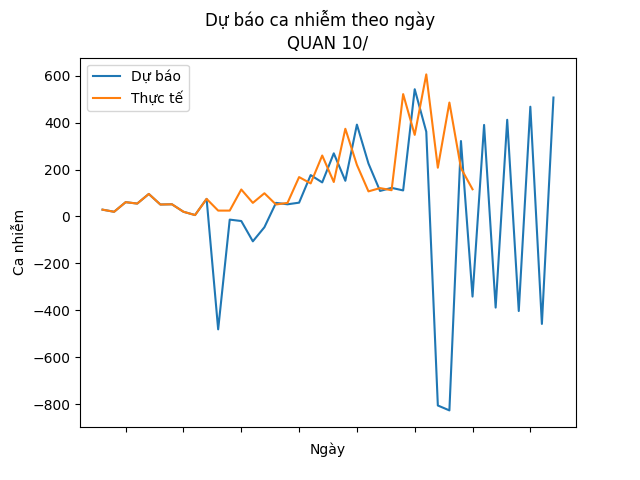 Dự báo ca nhiễm theo ngày
QUAN 10/
Dự báo
Thực tế
600
400
200
0
−200
−400
−600
−800
Ca nhiễm
Ngày